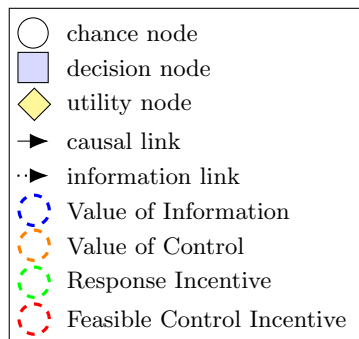 chance node
decision node
utility node
causal link
information link
Value of Information
Value of Control
Response Incentive
Feasible Control Incentive